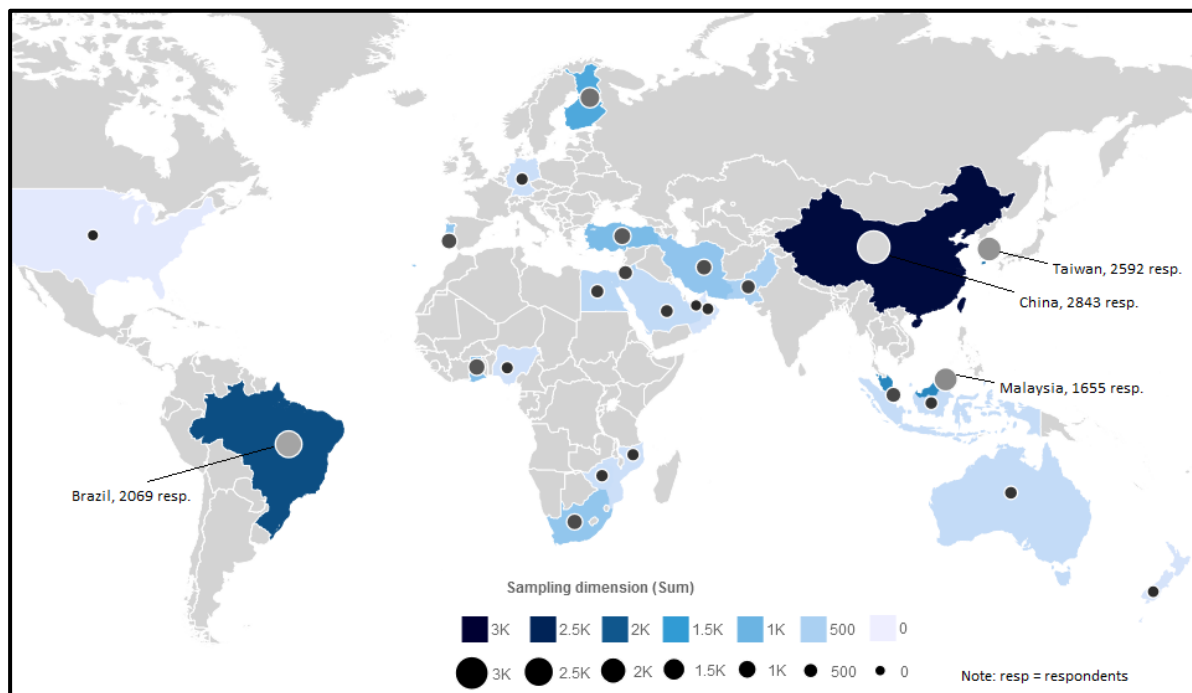 Taiwan, 2592 resp.
China, 2843 resp.
Malaysia, 1655 resp.
Brazil, 2069 resp.
Sampling dimension (Sum)
3K 2.5K 2K 1.5K 1K 500 0
3K 2.5K 2K 1.5K 1K 500 0
Note: resp = respondents